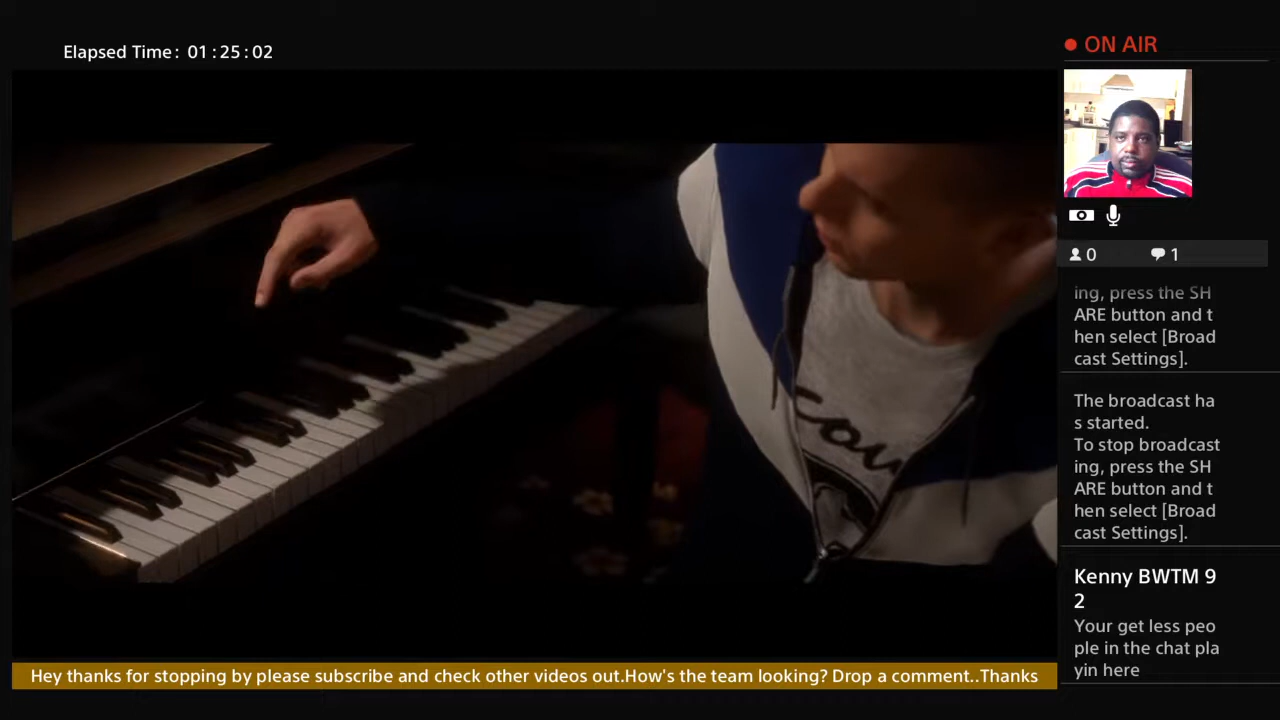 Elapsed Time: 01:25:02
ON AIR
0 1
ing, press the SH
ARE button and t
hen select [Broad
cast Settings].
The broadcast ha
s started.
To stop broadcast
ing, press the SH
ARE button and t
hen select [Broad
cast Settings].
Kenny BWTM 9
2
Your get less peo
ple in the chat pla
yin here
Hey thanks for stopping by please subscribe and check other videos out.How's the team looking? Drop a comment..Thanks